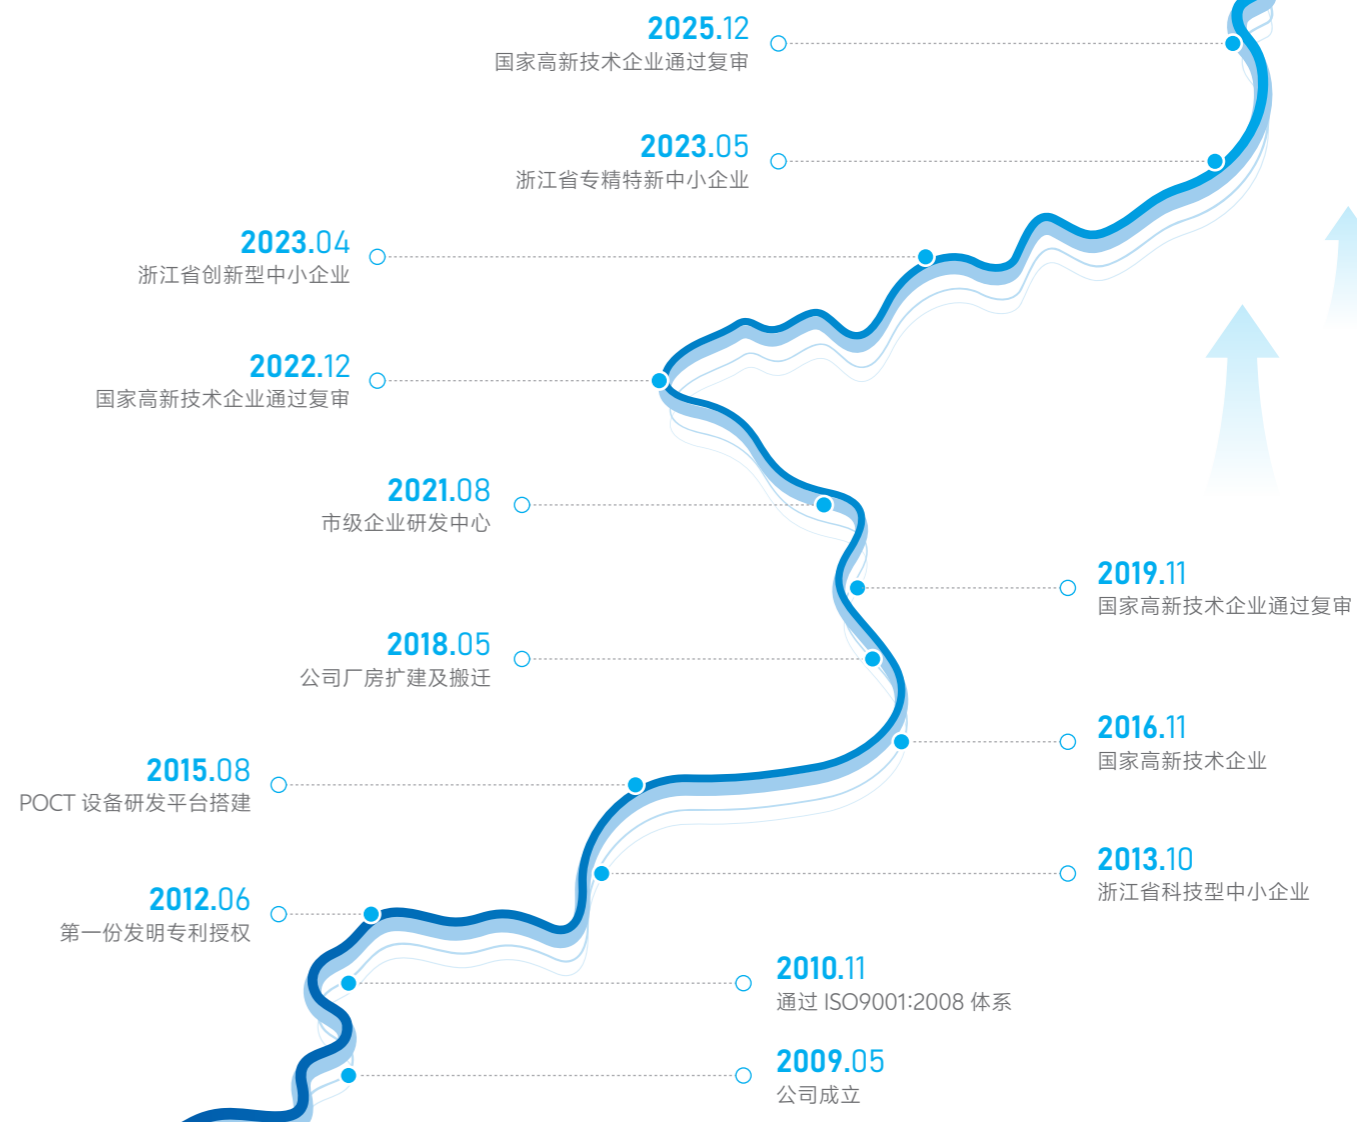 2025.12
国家高新技术企业通过复审
2023.05
浙江省专精特新中小企业
2023.04
浙江省创新型中小企业
2022.12
国家高新技术企业通过复审
2021.08
市级企业研发中心
2019.11
国家高新技术企业通过复审
2018.05
公司厂房扩建及搬迁
2016.11
国家高新技术企业
2015.08
POCT 设备研发平台搭建
2013.10
浙江省科技型中小企业
2012.06
第一份发明专利授权
2010.11
通过 ISO9001:2008 体系
2009.05
公司成立